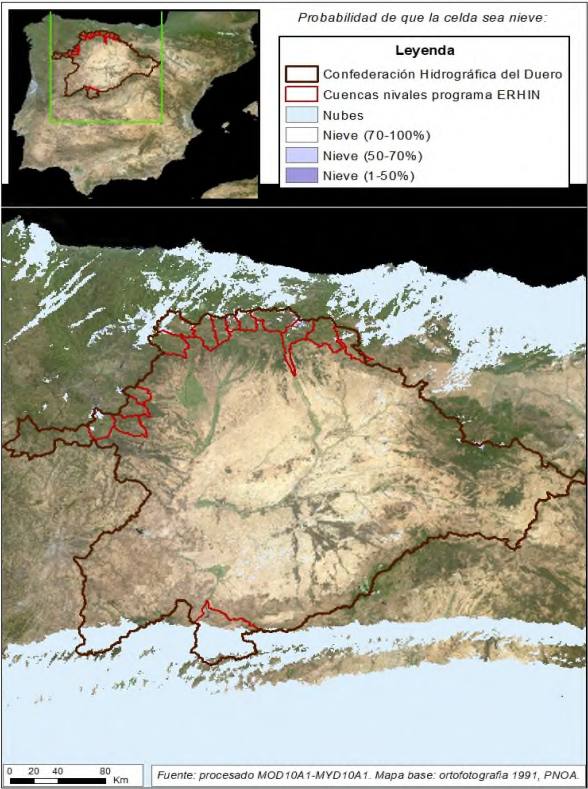 Probabilidad de que la celda sea nieve:
Leyenda
Confederación Hidrográfica del Duero
Cuencas nivales programa ERHIN
Nubes
Nieve (70-100%)
Nieve (50-70%)
Nieve (1-50%)
0 20 40 80
Km
Fuente: procesado MOD10A1-MYD10A1. Mapa base: ortofotografia 1991, PNOA.